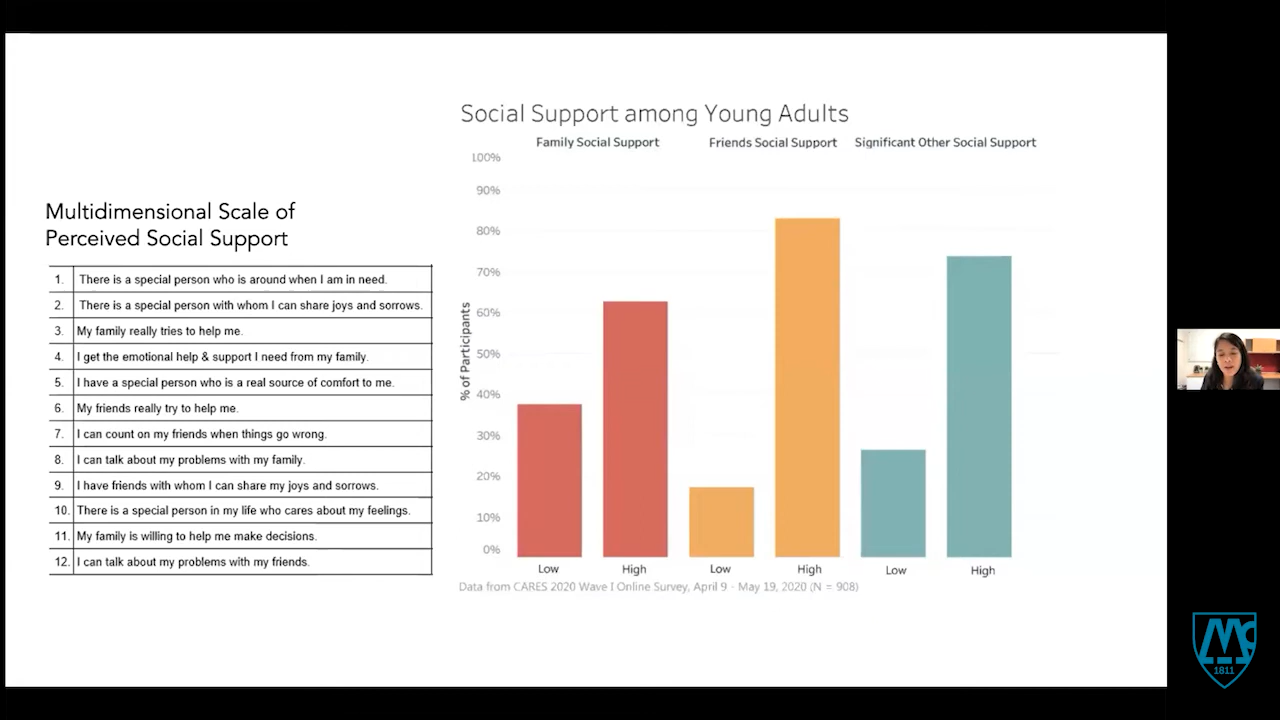 Social Support among Young Adults
Family Social Support
Friends Social Support
Significant Other Social Support
100%
90%
80%
70%
60%
50%
40%
30%
20%
10%
0%
% of Participants
Low
High
Low
High
Low
High
Data from CARES 2020 Wave I Online Survey, April 9 - May 19, 2020 (N = 908)
Multidimensional Scale of
Perceived Social Support
1. There is a special person who is around when I am in need.
2. There is a special person with whom I can share joys and sorrows.
3. My family really tries to help me.
4. I get the emotional help & support I need from my family.
5. I have a special person who is a real source of comfort to me.
6. My friends really try to help me.
7. I can count on my friends when things go wrong.
8. I can talk about my problems with my family.
9. I have friends with whom I can share my joys and sorrows.
10. There is a special person in my life who cares about my feelings.
11. My family is willing to help me make decisions.
12. I can talk about my problems with my friends.
Mc
1811